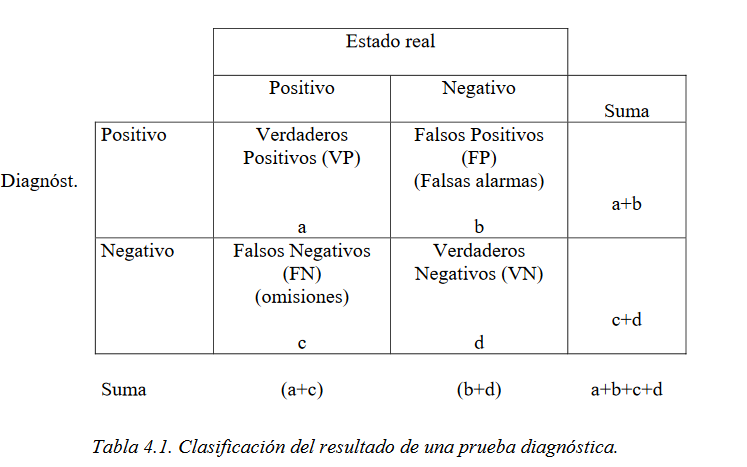 Estado real
Positivo Negativo
Suma
Positivo Verdaderos Falsos Positivos
Positivos (VP) (FP)
Diagnóst. (Falsas alarmas)
a+b
a b
Negativo Falsos Negativos Verdaderos
(FN) Negativos (VN)
(omisiones)
c+d
c d
Suma (a+c) (b+d) a+b+c+d
Tabla 4.1. Clasificación del resultado de una prueba diagnóstica.